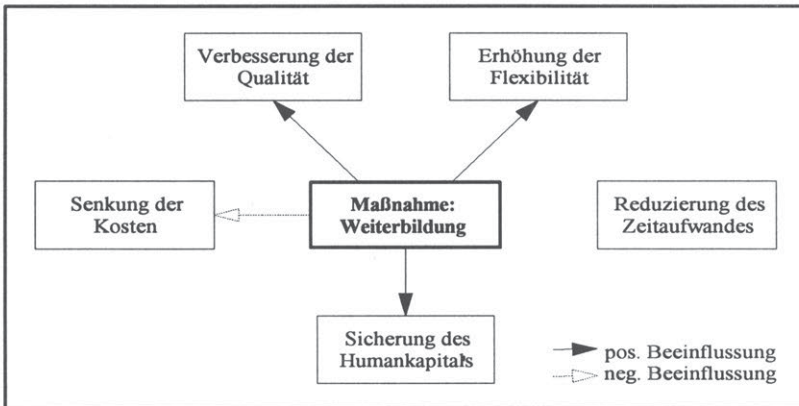 Verbesserung der
Qualität
Erhöhung der
Flexibilität
Senkung der
Kosten
Maßnahme:
Weiterbildung
Reduzierung des
Zeitaufwandes
Sicherung des
Humankapitals
pos. Beeinflussung
neg. Beeinflussung